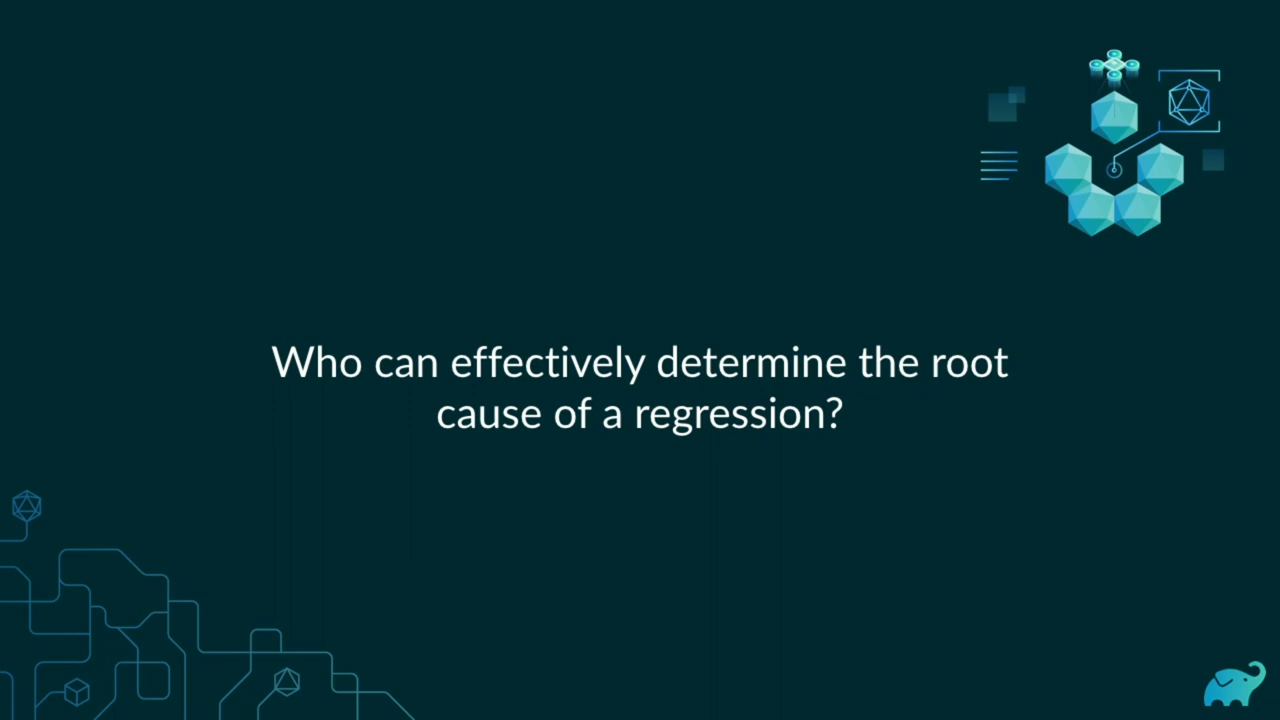 Who can effectively determine the root
cause of a regression?